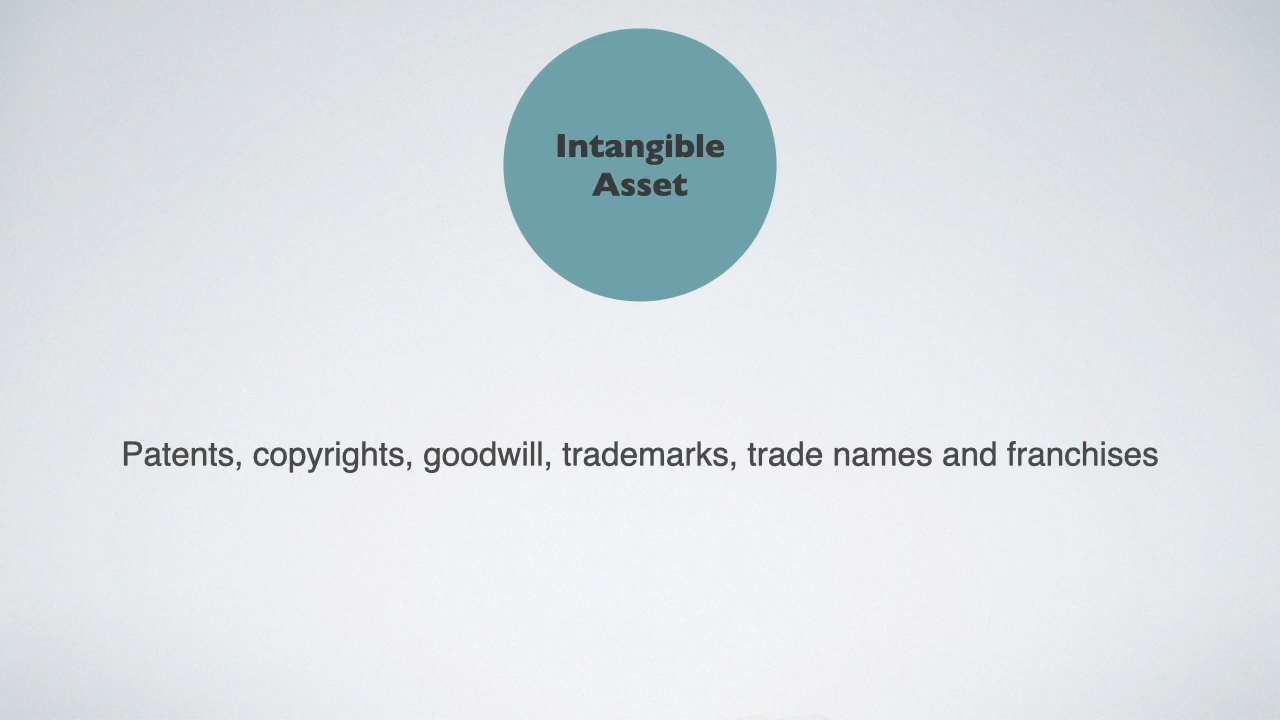 Intangible
Asset
Patents, copyrights, goodwill, trademarks, trade names and franchises